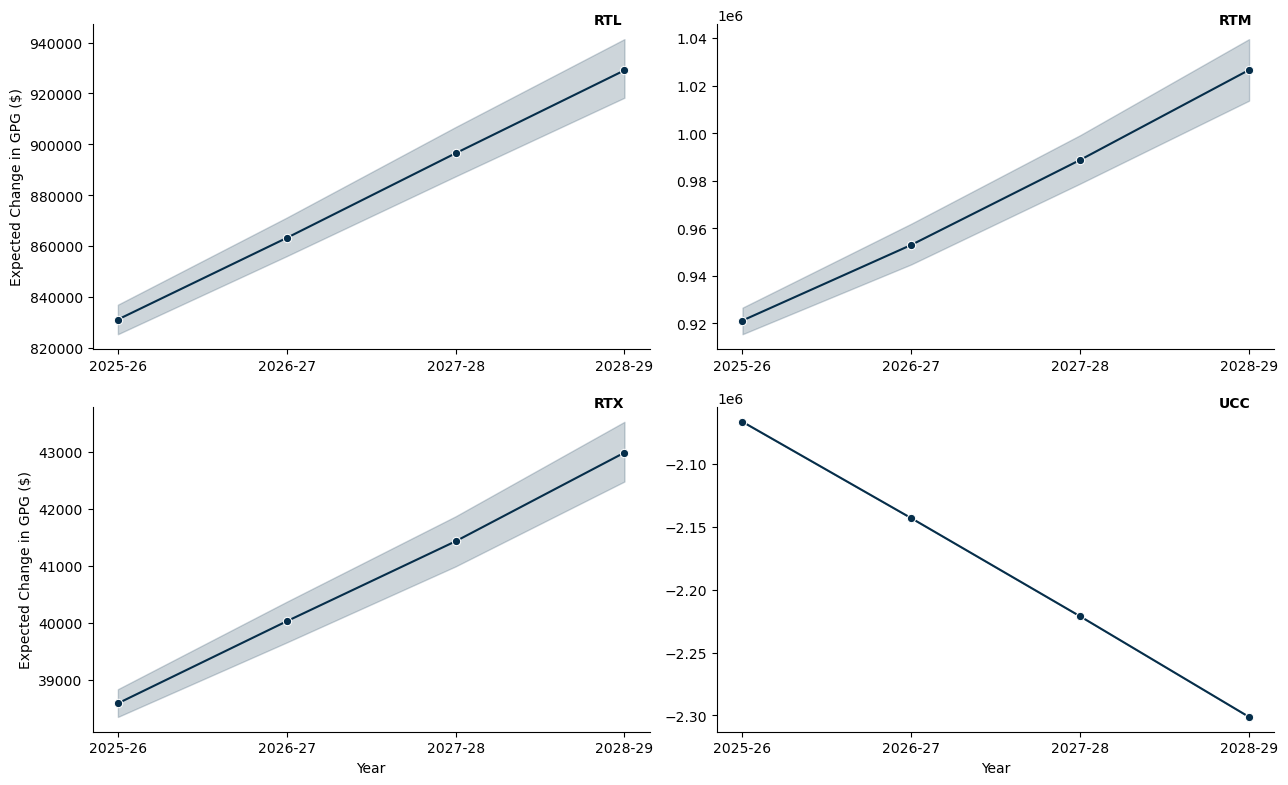 RTL
Expected Change in GPG ($)
940000
920000
900000
880000
860000
840000
820000
2025-26 2026-27 2027-28 2028-29
1e6
RTM
1.04
1.02
1.00
0.98
0.96
0.94
0.92
2025-26 2026-27 2027-28 2028-29
RTX
Expected Change in GPG ($)
43000
42000
41000
40000
39000
2025-26 2026-27 2027-28 2028-29
Year
1e6
UCC
−2.10
−2.15
−2.20
−2.25
−2.30
2025-26 2026-27 2027-28 2028-29
Year